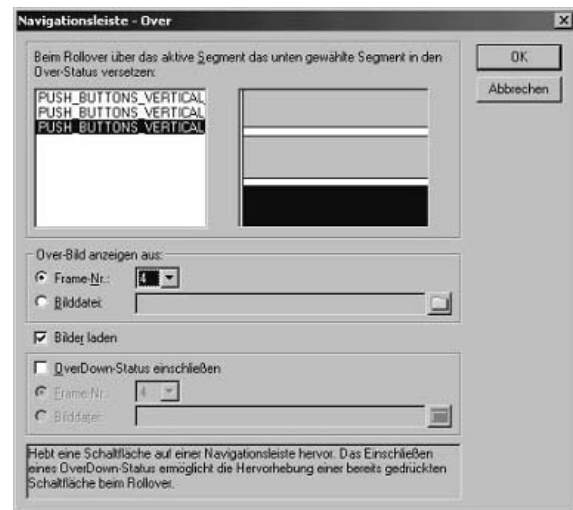 Navigationsleiste - Over
Beim Rollover über das aktive Segment das unten gewählte Segment in den
Over-Status versetzen:
OK
Abbrechen
PUSH_BUTTONS_VERTICAL_
PUSH_BUTTONS_VERTICAL_
PUSH_BUTTONS_VERTICAL_
Over-Bild anzeigen aus:
Frame-Nr.: 4
Bilddatei:
Bilder laden
OverDown-Status einschließen
Frame-Nr.: 4
Bilddatei:
Hebt eine Schaltfläche auf einer Navigationsleiste hervor. Das Einschließen
eines OverDown-Status ermöglicht die Hervorhebung einer bereits gedrückten
Schaltfläche beim Rollover.